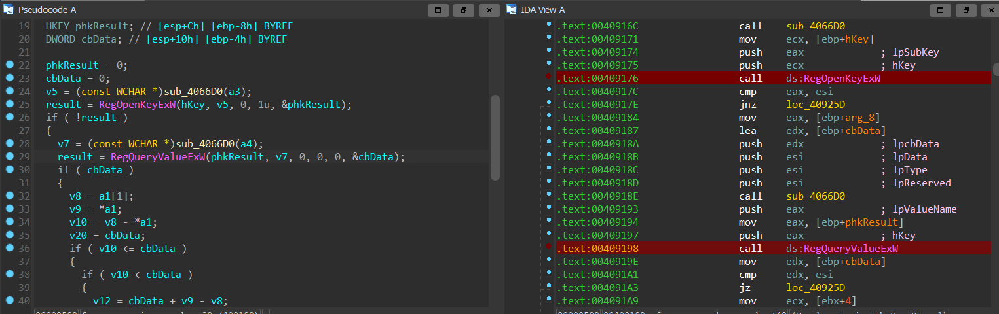 Pseudocode-A
19 HKEY phkResult; // [esp+Ch] [ebp-8h] BYREF
20 DWORD cbData; // [esp+10h] [ebp-4h] BYREF
21
22 phkResult = 0;
23 cbData = 0;
24 v5 = (const WCHAR *)sub_4066D0(a3);
25 result = RegOpenKeyExW(hKey, v5, 0, 1u, &phkResult);
26 if ( !result )
27 {
28 v7 = (const WCHAR *)sub_4066D0(a4);
29 result = RegQueryValueExW(phkResult, v7, 0, 0, 0, &cbData);
30 if ( cbData )
31 {
32 v8 = a1[1];
33 v9 = *a1;
34 v10 = v8 - *a1;
35 v20 = cbData;
36 if ( v10 <= cbData )
37 {
38 if ( v10 < cbData )
39 {
40 v12 = cbData + v9 - v8;
IDA View-A
.text:0040916C call sub_4066D0
.text:00409171 mov ecx, [ebp+hKey]
.text:00409174 push eax ; lpSubKey
.text:00409175 push ecx ; hKey
.text:00409176 call ds:RegOpenKeyExW
.text:0040917C cmp eax, esi
.text:0040917E jnz loc_40925D
.text:00409184 mov eax, [ebp+arg_8]
.text:00409187 lea edx, [ebp+cbData]
.text:0040918A push edx ; lpcbData
.text:0040918B push esi ; lpData
.text:0040918C push esi ; lpType
.text:0040918D push esi ; lpReserved
.text:0040918E call sub_4066D0
.text:00409193 push eax ; lpValueName
.text:00409194 mov eax, [ebp+phkResult]
.text:00409197 push eax ; hKey
.text:00409198 call ds:RegQueryValueExW
.text:0040919E mov edx, [ebp+cbData]
.text:004091A1 cmp edx, esi
.text:004091A3 jz loc_40925D
.text:004091A9 mov ecx, [ebx+4]